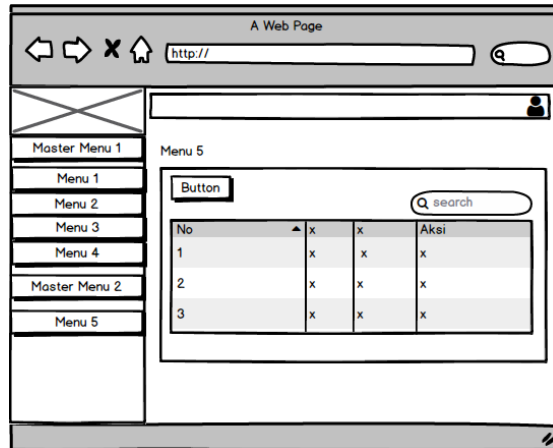 A Web Page
http://
Master Menu 1
Menu 1
Menu 2
Menu 3
Menu 4
Master Menu 2
Menu 5
Menu 5
Button
search
No x x Aksi
1 x x x
2 x x x
3 x x x